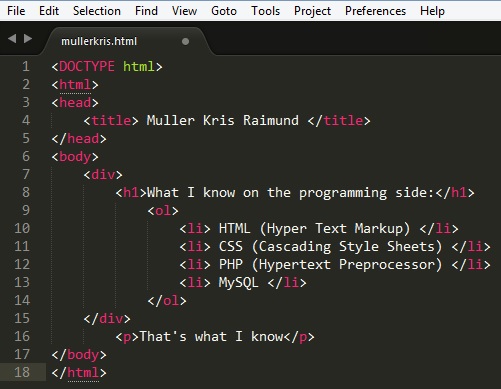 File Edit Selection Find View Goto Tools Project Preferences Help
mullerkris.html
1 <DOCTYPE html>
2 <html>
3 <head>
4 <title> Muller Kris Raimund </title>
5 </head>
6 <body>
7 <div>
8 <h1>What I know on the programming side:</h1>
9 <ol>
10 <li> HTML (Hyper Text Markup) </li>
11 <li> CSS (Cascading Style Sheets) </li>
12 <li> PHP (Hypertext Preprocessor) </li>
13 <li> MySQL </li>
14 </ol>
15 </div>
16 <p>That's what I know</p>
17 </body>
18 </html>